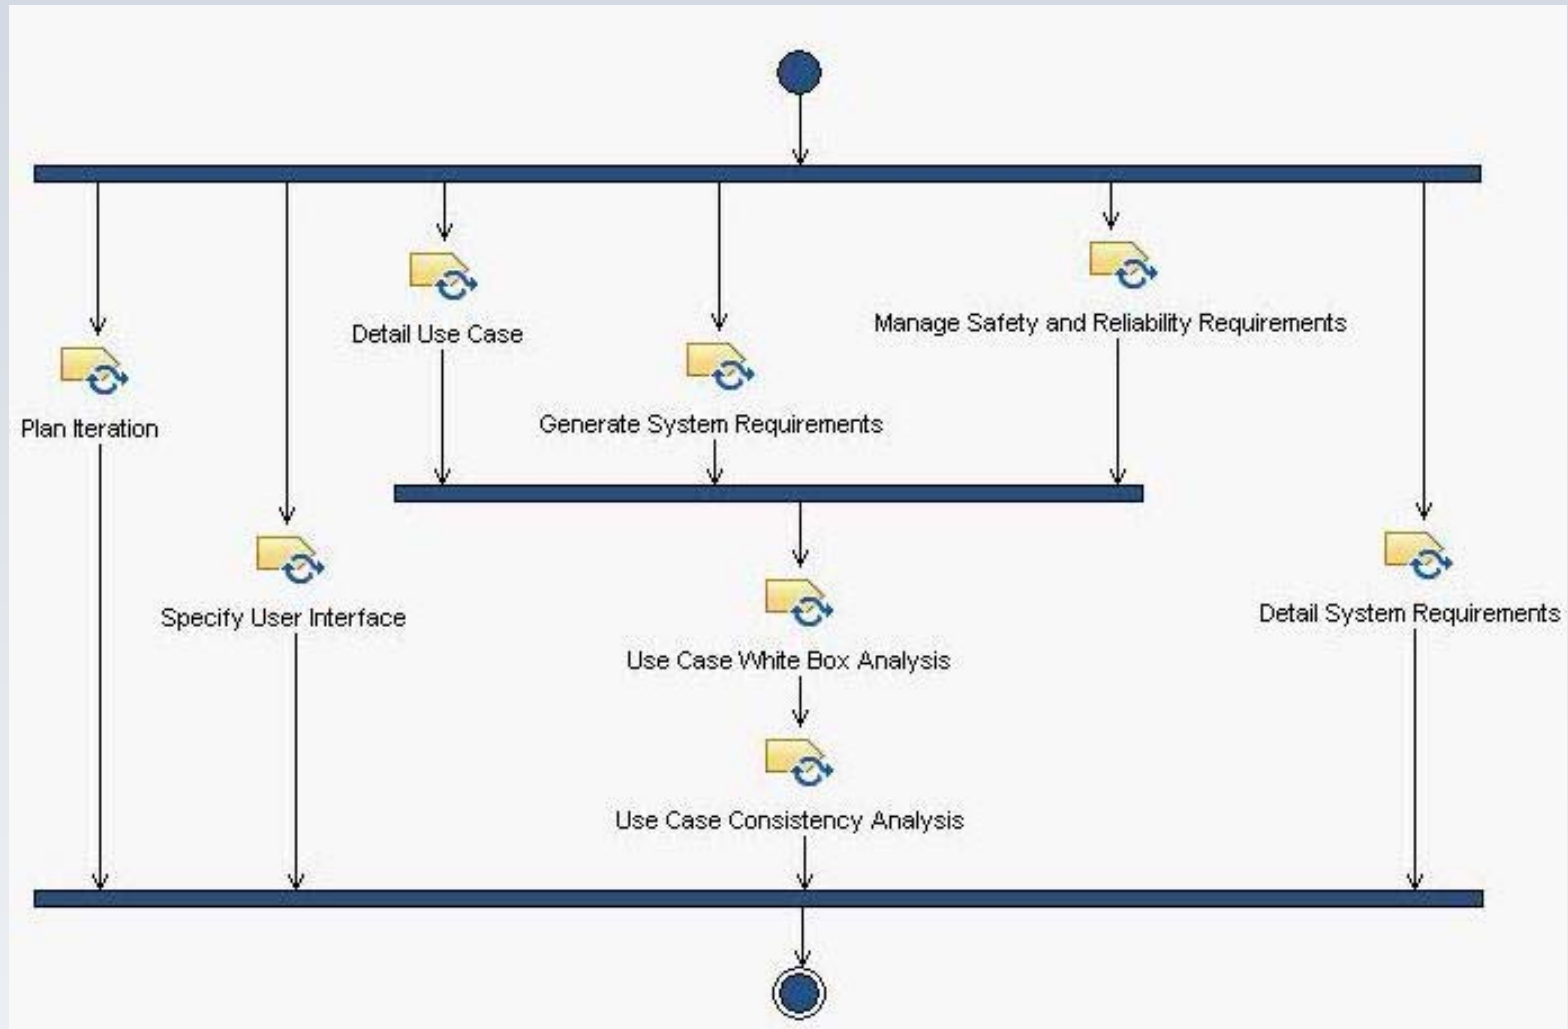 Manage Safety and Reliability Requirements
Detail Use Case
Generate System Requirements
Plan Iteration
Specify User Interface
Detail System Requirements
Use Case White Box Analysis
Use Case Consistency Analysis